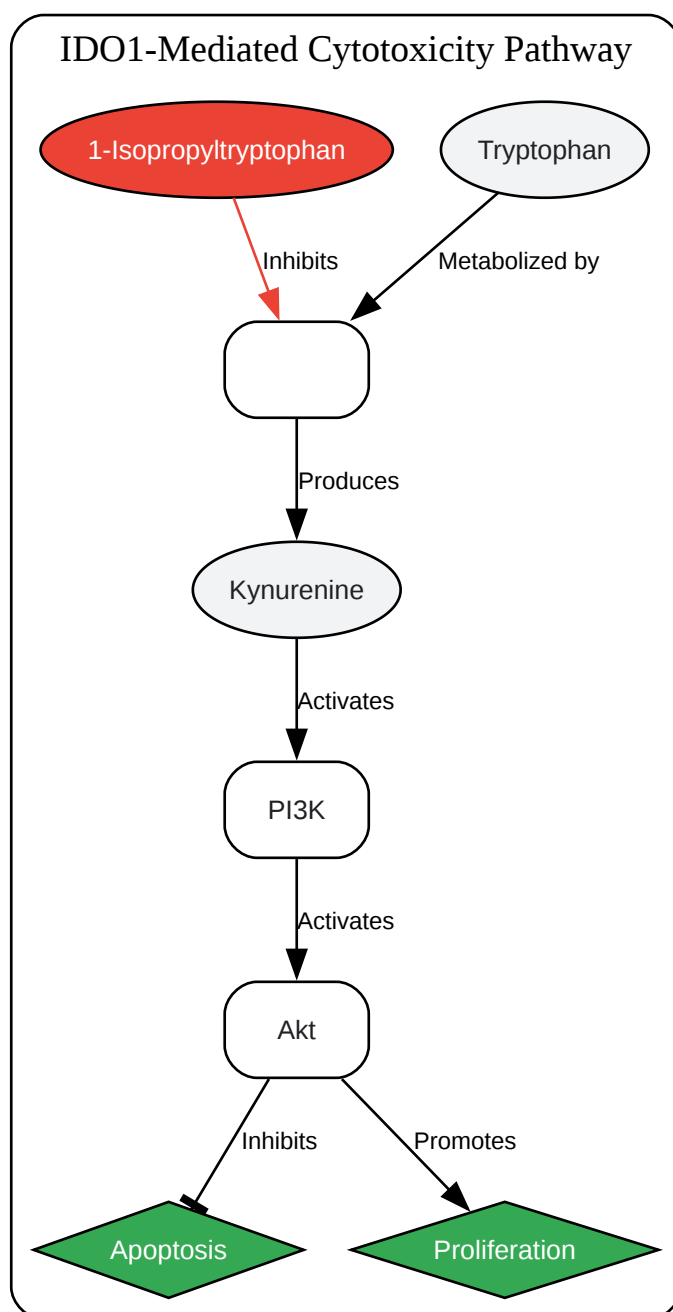 IDO1-Mediated Cytotoxicity Pathway
1-Isopropyltryptophan
Tryptophan
Inhibits
Metabolized by
Produces
Kynurenine
Activates
PI3K
Activates
Akt
Inhibits
Promotes
Apoptosis
Proliferation